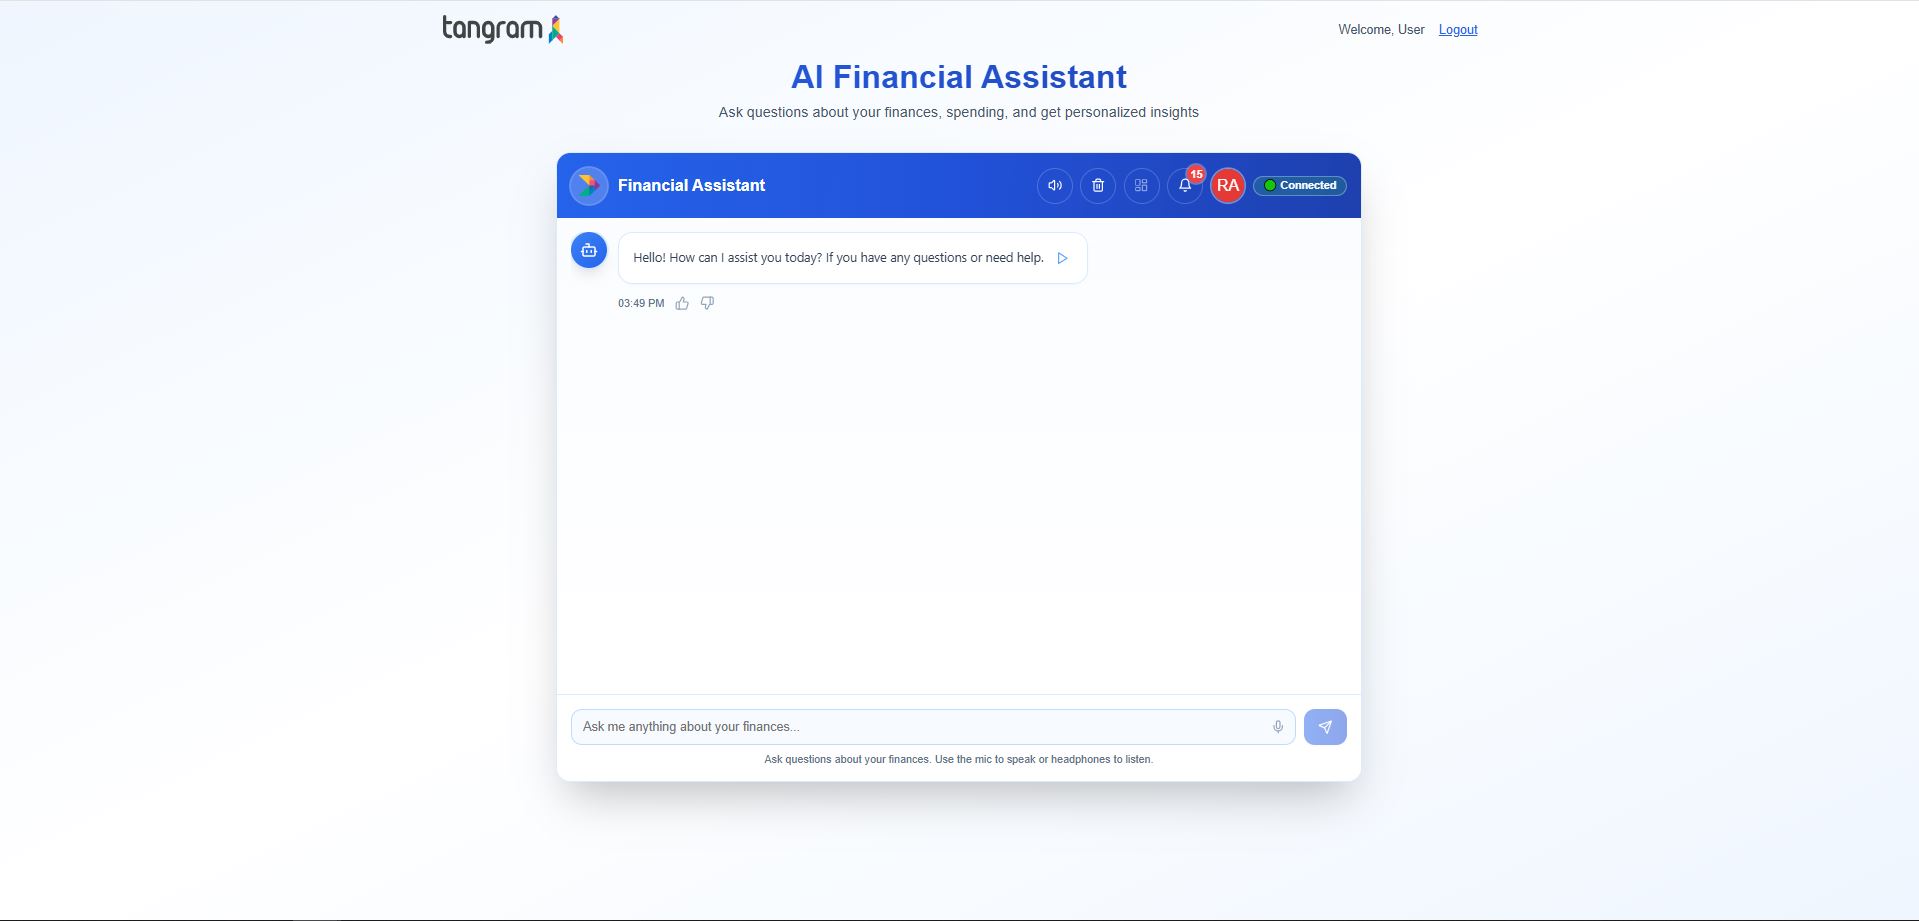 tangram
Welcome, User Logout
AI Financial Assistant
Ask questions about your finances, spending, and get personalized insights
Financial Assistant
15
RA
Connected
Hello! How can I assist you today? If you have any questions or need help.
03:49 PM
Ask me anything about your finances...
Ask questions about your finances. Use the mic to speak or headphones to listen.